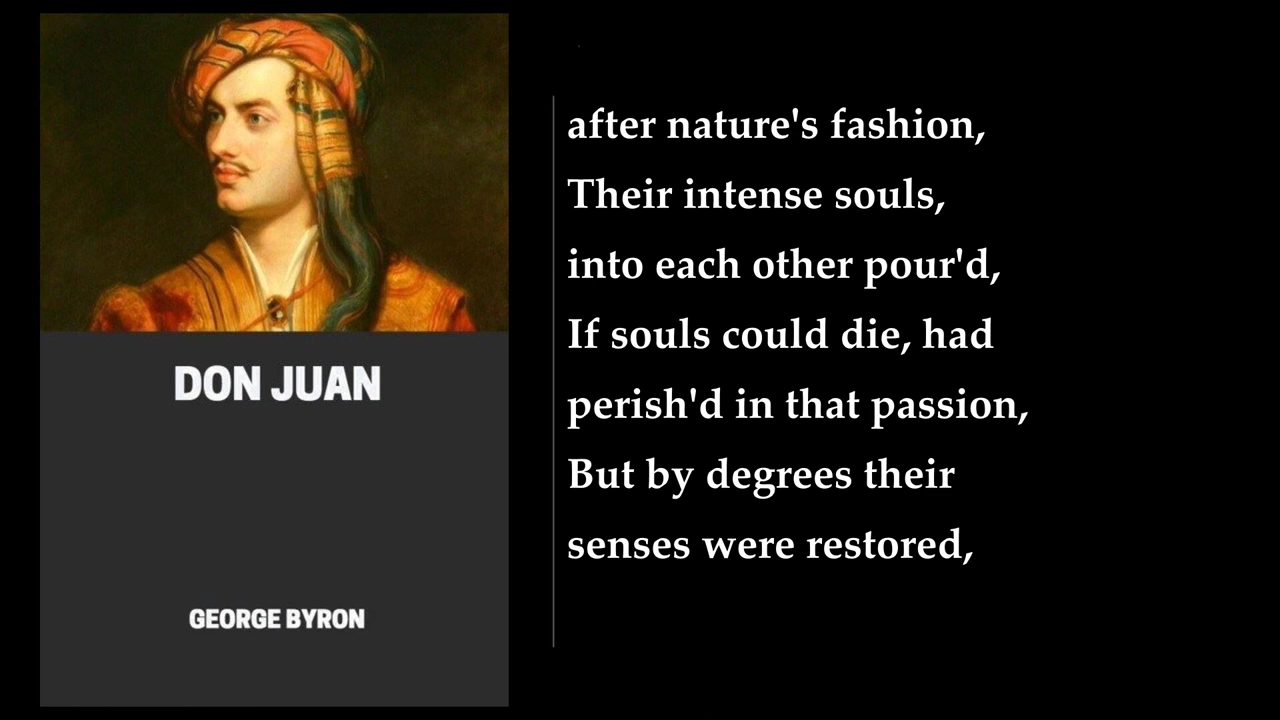 DON JUAN
GEORGE BYRON
after nature's fashion,
Their intense souls,
into each other pour'd,
If souls could die, had
perish'd in that passion,
But by degrees their
senses were restored,